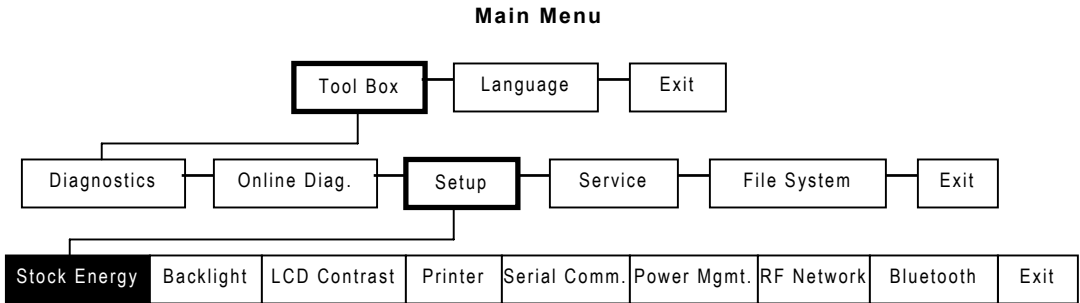 Main Menu
Tool Box Language Exit
Diagnostics Online Diag. Setup Service File System Exit
Stock Energy Backlight LCD Contrast Printer Serial Comm. Power Mgmt. RF Network Bluetooth Exit